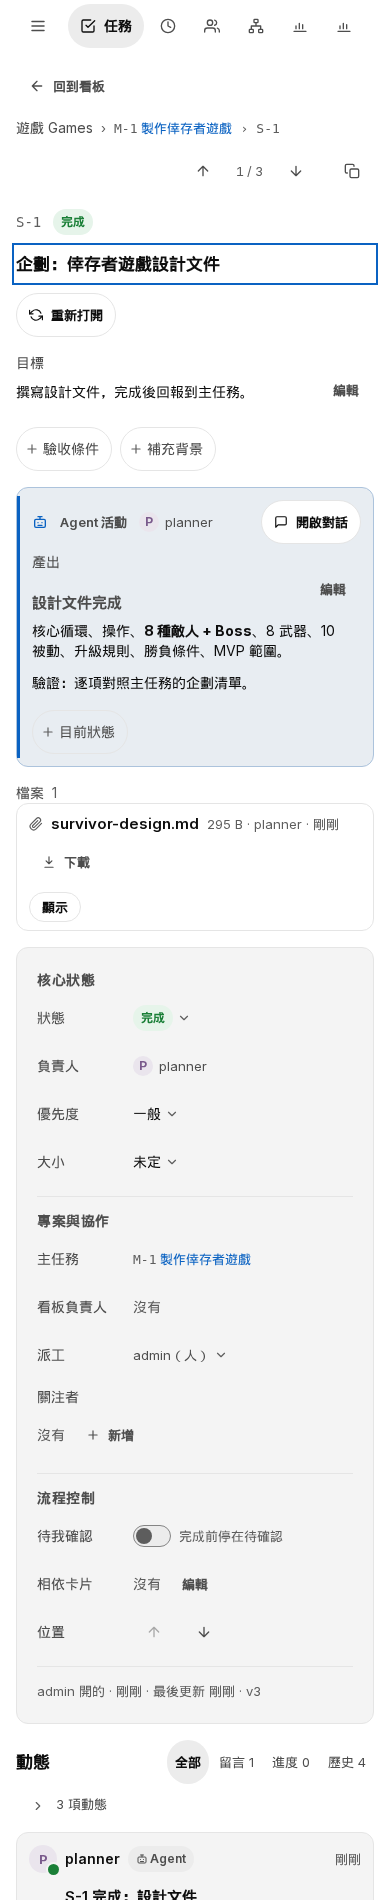 任務
回到看板
遊戲 Games › M-1 製作倖存者遊戲 › S-1
1 / 3
S-1 完成
企劃：倖存者遊戲設計文件
重新打開
目標
撰寫設計文件，完成後回報到主任務。
編輯
+ 驗收條件 + 補充背景
Agent 活動 P planner 開啟對話
產出
編輯
設計文件完成
核心循環、操作、8 種敵人 + Boss、8 武器、10
被動、升級規則、勝負條件、MVP 範圍。
驗證：逐項對照主任務的企劃清單。
+ 目前狀態
檔案 1
survivor-design.md 295 B · planner · 剛剛
下載
顯示
核心狀態
狀態 完成
負責人 P planner
優先度 一般
大小 未定
專案與協作
主任務 M-1 製作倖存者遊戲
看板負責人 沒有
派工 admin（人）
關注者
沒有 + 新增
流程控制
待我確認 完成前停在待確認
相依卡片 沒有 編輯
位置
admin 開的 · 剛剛 · 最後更新 剛剛 · v3
動態 全部 留言 1 進度 0 歷史 4
3 項動態
P planner Agent 剛剛
S-1 完成：設計文件